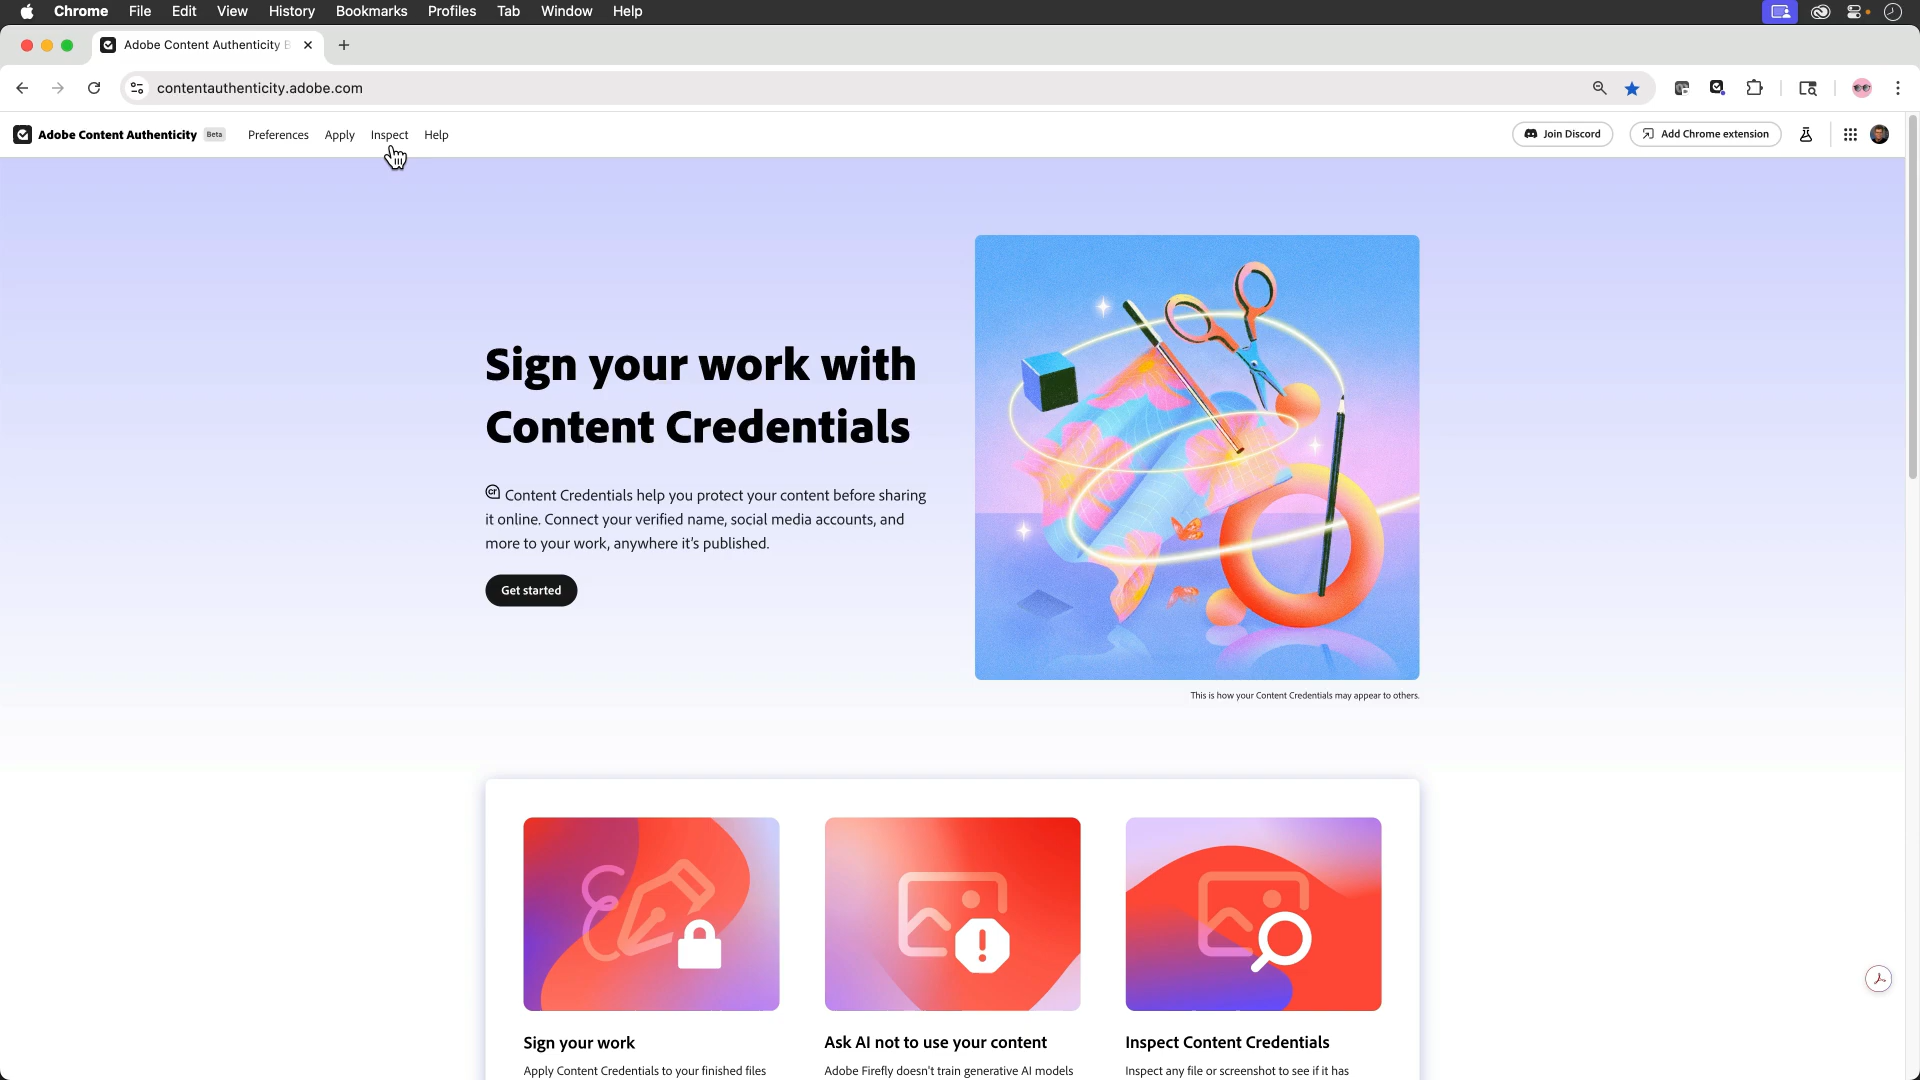 Chrome File Edit View History Bookmarks Profiles Tab Window Help
Adobe Content Authenticity
contentauthenticity.adobe.com
Adobe Content Authenticity Beta Preferences Apply Inspect Help Join Discord Add Chrome extension
Sign your work with
Content Credentials
cr Content Credentials help you protect your content before sharing
it online. Connect your verified name, social media accounts, and
more to your work, anywhere it's published.
Get started
This is how your Content Credentials may appear to others.
Sign your work
Apply Content Credentials to your finished files
Ask AI not to use your content
Adobe Firefly doesn't train generative AI models
Inspect Content Credentials
Inspect any file or screenshot to see if it has